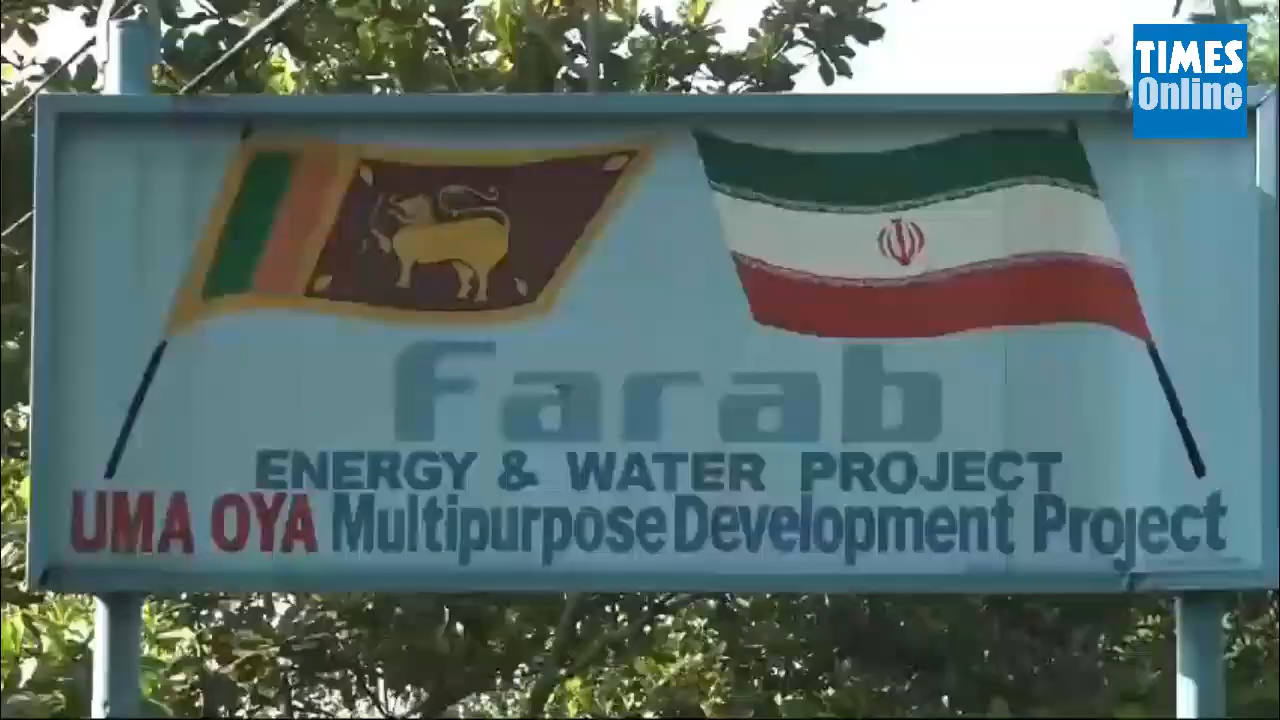 TIMES
Online
Farab
ENERGY & WATER PROJECT
UMA OYA Multipurpose Development Project